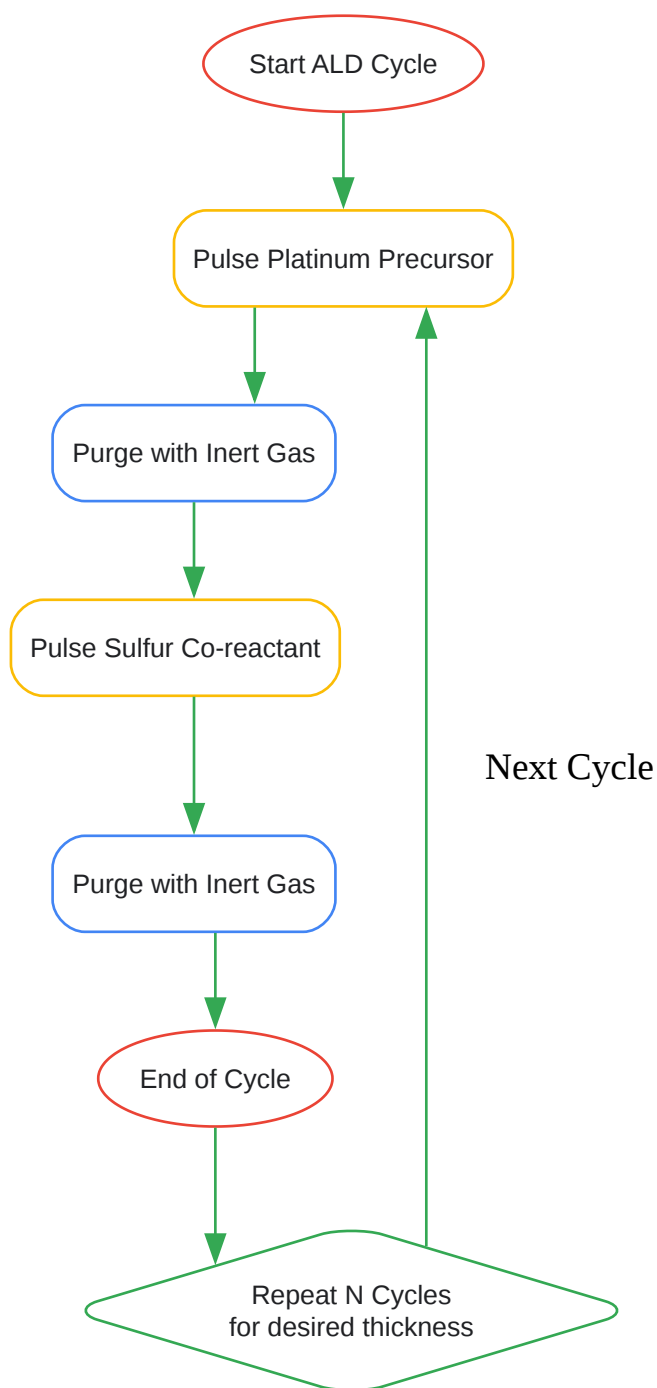 Start ALD Cycle
Pulse Platinum Precursor
Purge with Inert Gas
Pulse Sulfur Co-reactant
Next Cycle
Purge with Inert Gas
End of Cycle
Repeat N Cycles
for desired thickness